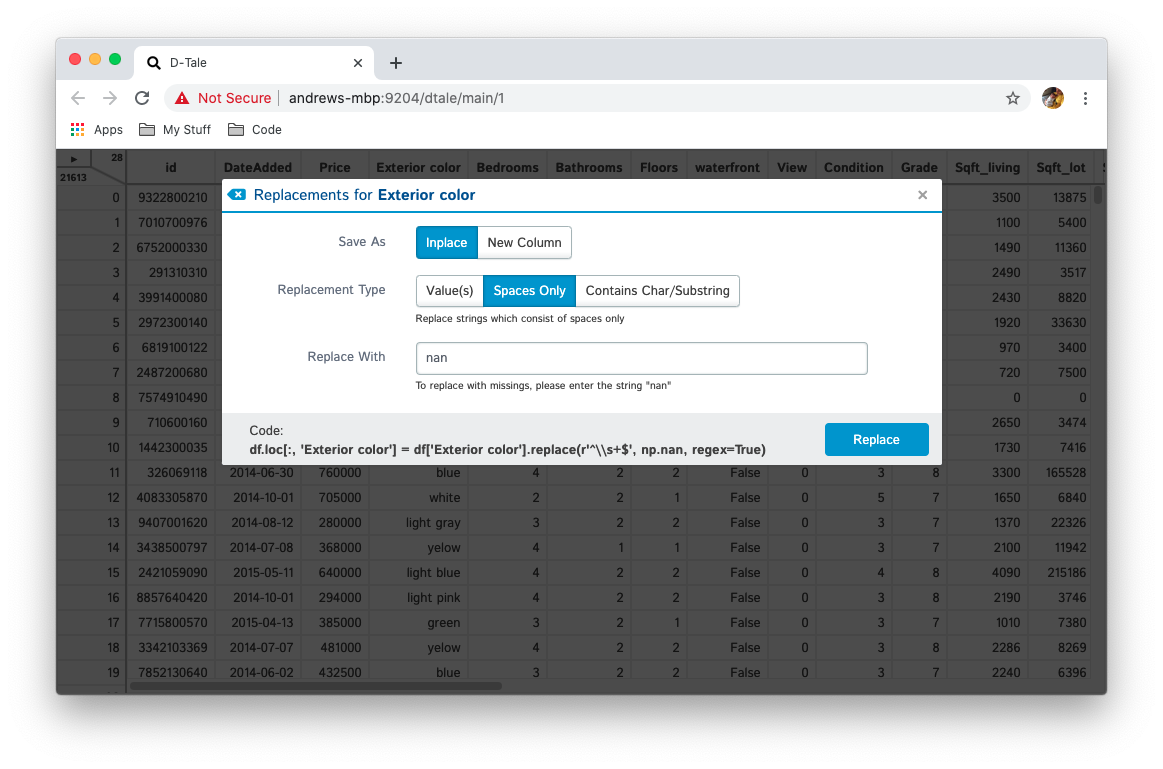 D-Tale
Not Secure andrews-mbp:9204/dtale/main/1
Apps My Stuff Code
28
21613
id DateAdded Price Exterior color Bedrooms Bathrooms Floors waterfront View Condition Grade Sqft_living Sqft_lot
Replacements for Exterior color
Save As Inplace New Column
Replacement Type Value(s) Spaces Only Contains Char/Substring
Replace strings which consist of spaces only
Replace With nan
To replace with missings, please enter the string "nan"
Code:
df.loc[:, 'Exterior color'] = df['Exterior color'].replace(r'^\\s+$', np.nan, regex=True)
Replace
0 9322800210 3500 13875
1 7010700976 1100 5400
2 6752000330 1490 11360
3 291310310 2490 3517
4 3991400080 2430 8820
5 2972300140 1920 33630
6 6819100122 970 3400
7 2487200680 720 7500
8 7574910490 0 0
9 710600160 2650 3474
10 1442300035 1730 7416
11 326069118 2014-06-30 760000 blue 4 2 2 False 0 3 8 3300 165528
12 4083305870 2014-10-01 705000 white 2 2 1 False 0 5 7 1650 6840
13 9407001620 2014-08-12 280000 light gray 3 2 2 False 0 3 7 1370 22326
14 3438500797 2014-07-08 368000 yelow 4 1 1 False 0 3 7 2100 11942
15 2421059090 2015-05-11 640000 light blue 4 2 2 False 0 4 8 4090 215186
16 8857640420 2014-10-01 294000 light pink 4 2 2 False 0 3 8 2190 3746
17 7715800570 2015-04-13 385000 green 3 2 1 False 0 3 7 1010 7380
18 3342103369 2014-07-07 481000 yelow 4 2 2 False 0 3 8 2286 8269
19 7852130640 2014-06-02 432500 blue 3 2 2 False 0 3 7 2240 6396